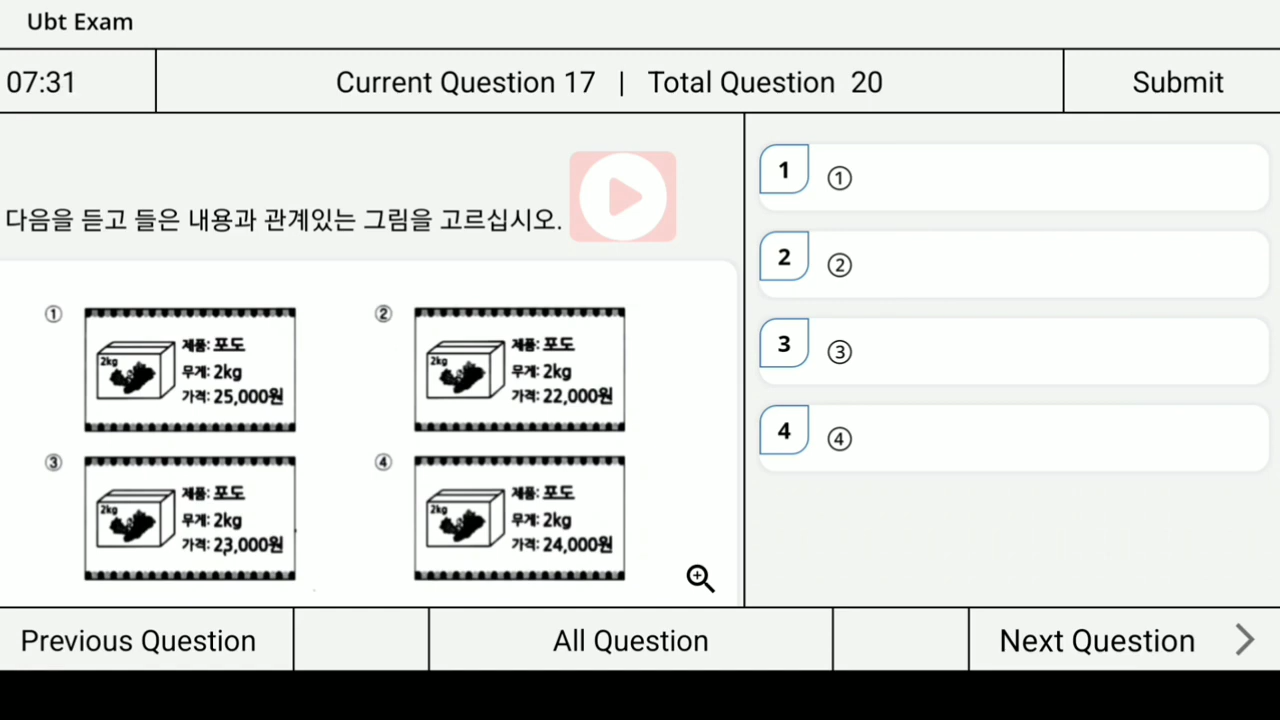 Ubt Exam
07:31
Current Question 17 | Total Question 20
Submit
다음을 듣고 들은 내용과 관계있는 그림을 고르십시오.
①
2kg
제품: 포도
무게: 2kg
가격: 25,000원
②
2kg
제품: 포도
무게: 2kg
가격: 22,000원
③
2kg
제품: 포도
무게: 2kg
가격: 23,000원
④
2kg
제품: 포도
무게: 2kg
가격: 24,000원
1 ①
2 ②
3 ③
4 ④
Previous Question
All Question
Next Question